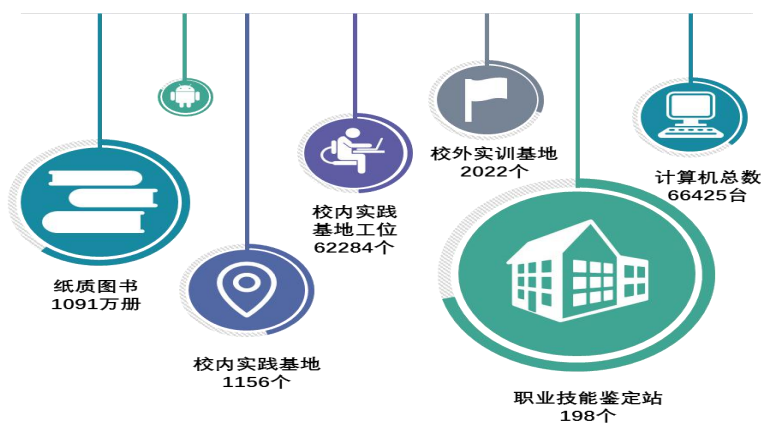 纸质图书
1091万册
校内实践基地
1156个
校内实践
基地工位
62284个
校外实训基地
2022个
职业技能鉴定站
198个
计算机总数
66425台